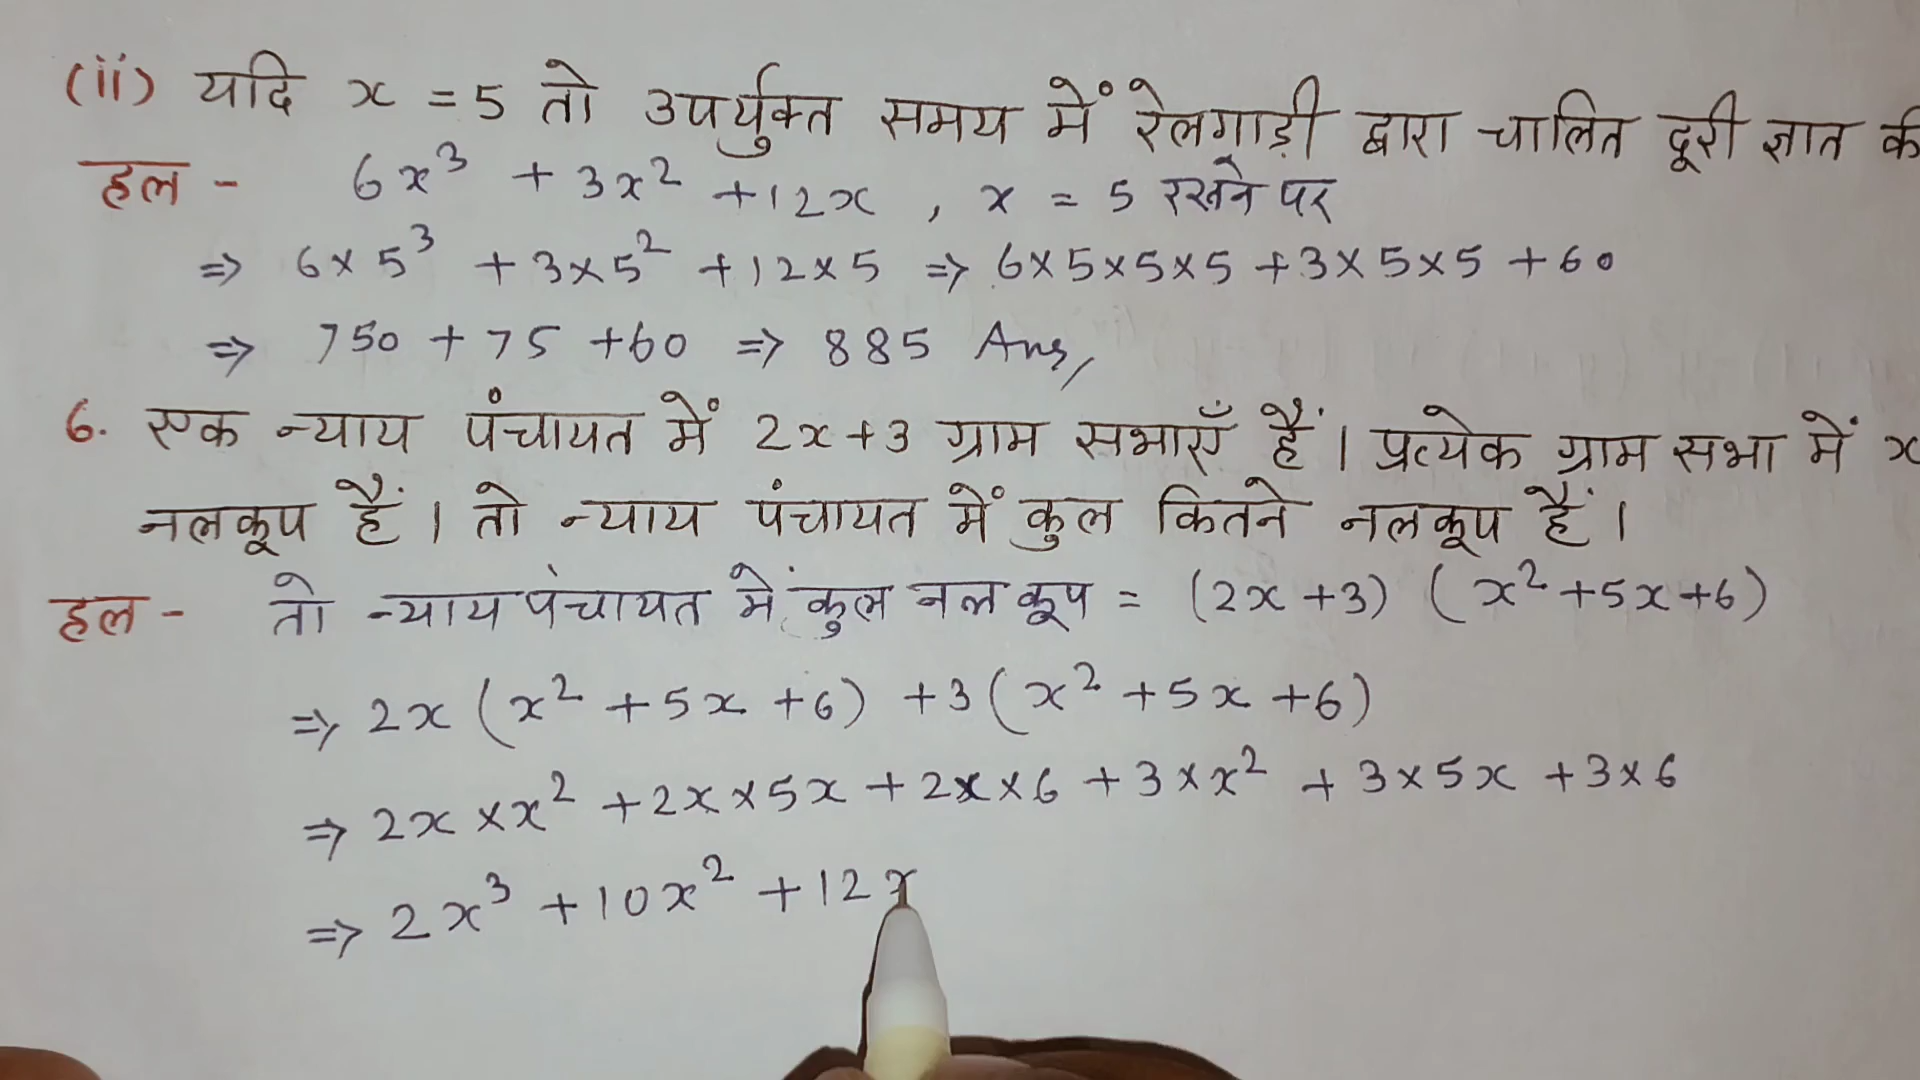 (ii) यदि x = 5 तो उपर्युक्त समय में रेलगाड़ी द्वारा चालित दूरी ज्ञात
हल - 6x³ + 3x² + 12x , x = 5 रखने पर
⇒ 6 × 5³ + 3 × 5² + 12 × 5 ⇒ 6 × 5 × 5 × 5 + 3 × 5 × 5 + 60
⇒ 750 + 75 + 60 ⇒ 885 Ans,
6. एक न्याय पंचायत में 2x + 3 ग्राम सभाएँ हैं । प्रत्येक ग्राम सभा में x
नलकूप हैं । तो न्याय पंचायत में कुल कितने नलकूप हैं ।
हल - तो न्याय पंचायत में कुल नलकूप = (2x + 3) (x² + 5x + 6)
⇒ 2x (x² + 5x + 6) + 3 (x² + 5x + 6)
⇒ 2x × x² + 2x × 5x + 2x × 6 + 3 × x² + 3 × 5x + 3 × 6
⇒ 2x³ + 10x² + 12x